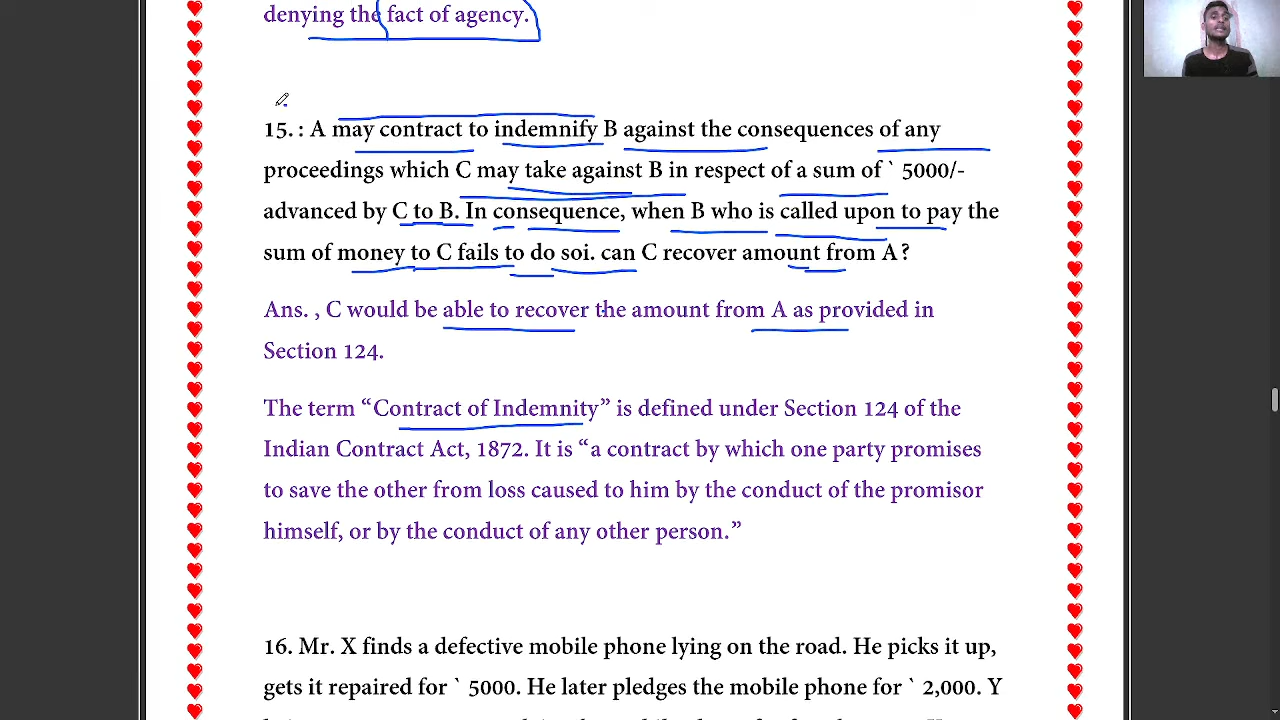 denying the fact of agency.
15. : A may contract to indemnify B against the consequences of any
proceedings which C may take against B in respect of a sum of ` 5000/-
advanced by C to B. In consequence, when B who is called upon to pay the
sum of money to C fails to do soi. can C recover amount from A?
Ans. , C would be able to recover the amount from A as provided in
Section 124.
The term “Contract of Indemnity” is defined under Section 124 of the
Indian Contract Act, 1872. It is “a contract by which one party promises
to save the other from loss caused to him by the conduct of the promisor
himself, or by the conduct of any other person.”
16. Mr. X finds a defective mobile phone lying on the road. He picks it up,
gets it repaired for ` 5000. He later pledges the mobile phone for ` 2,000. Y